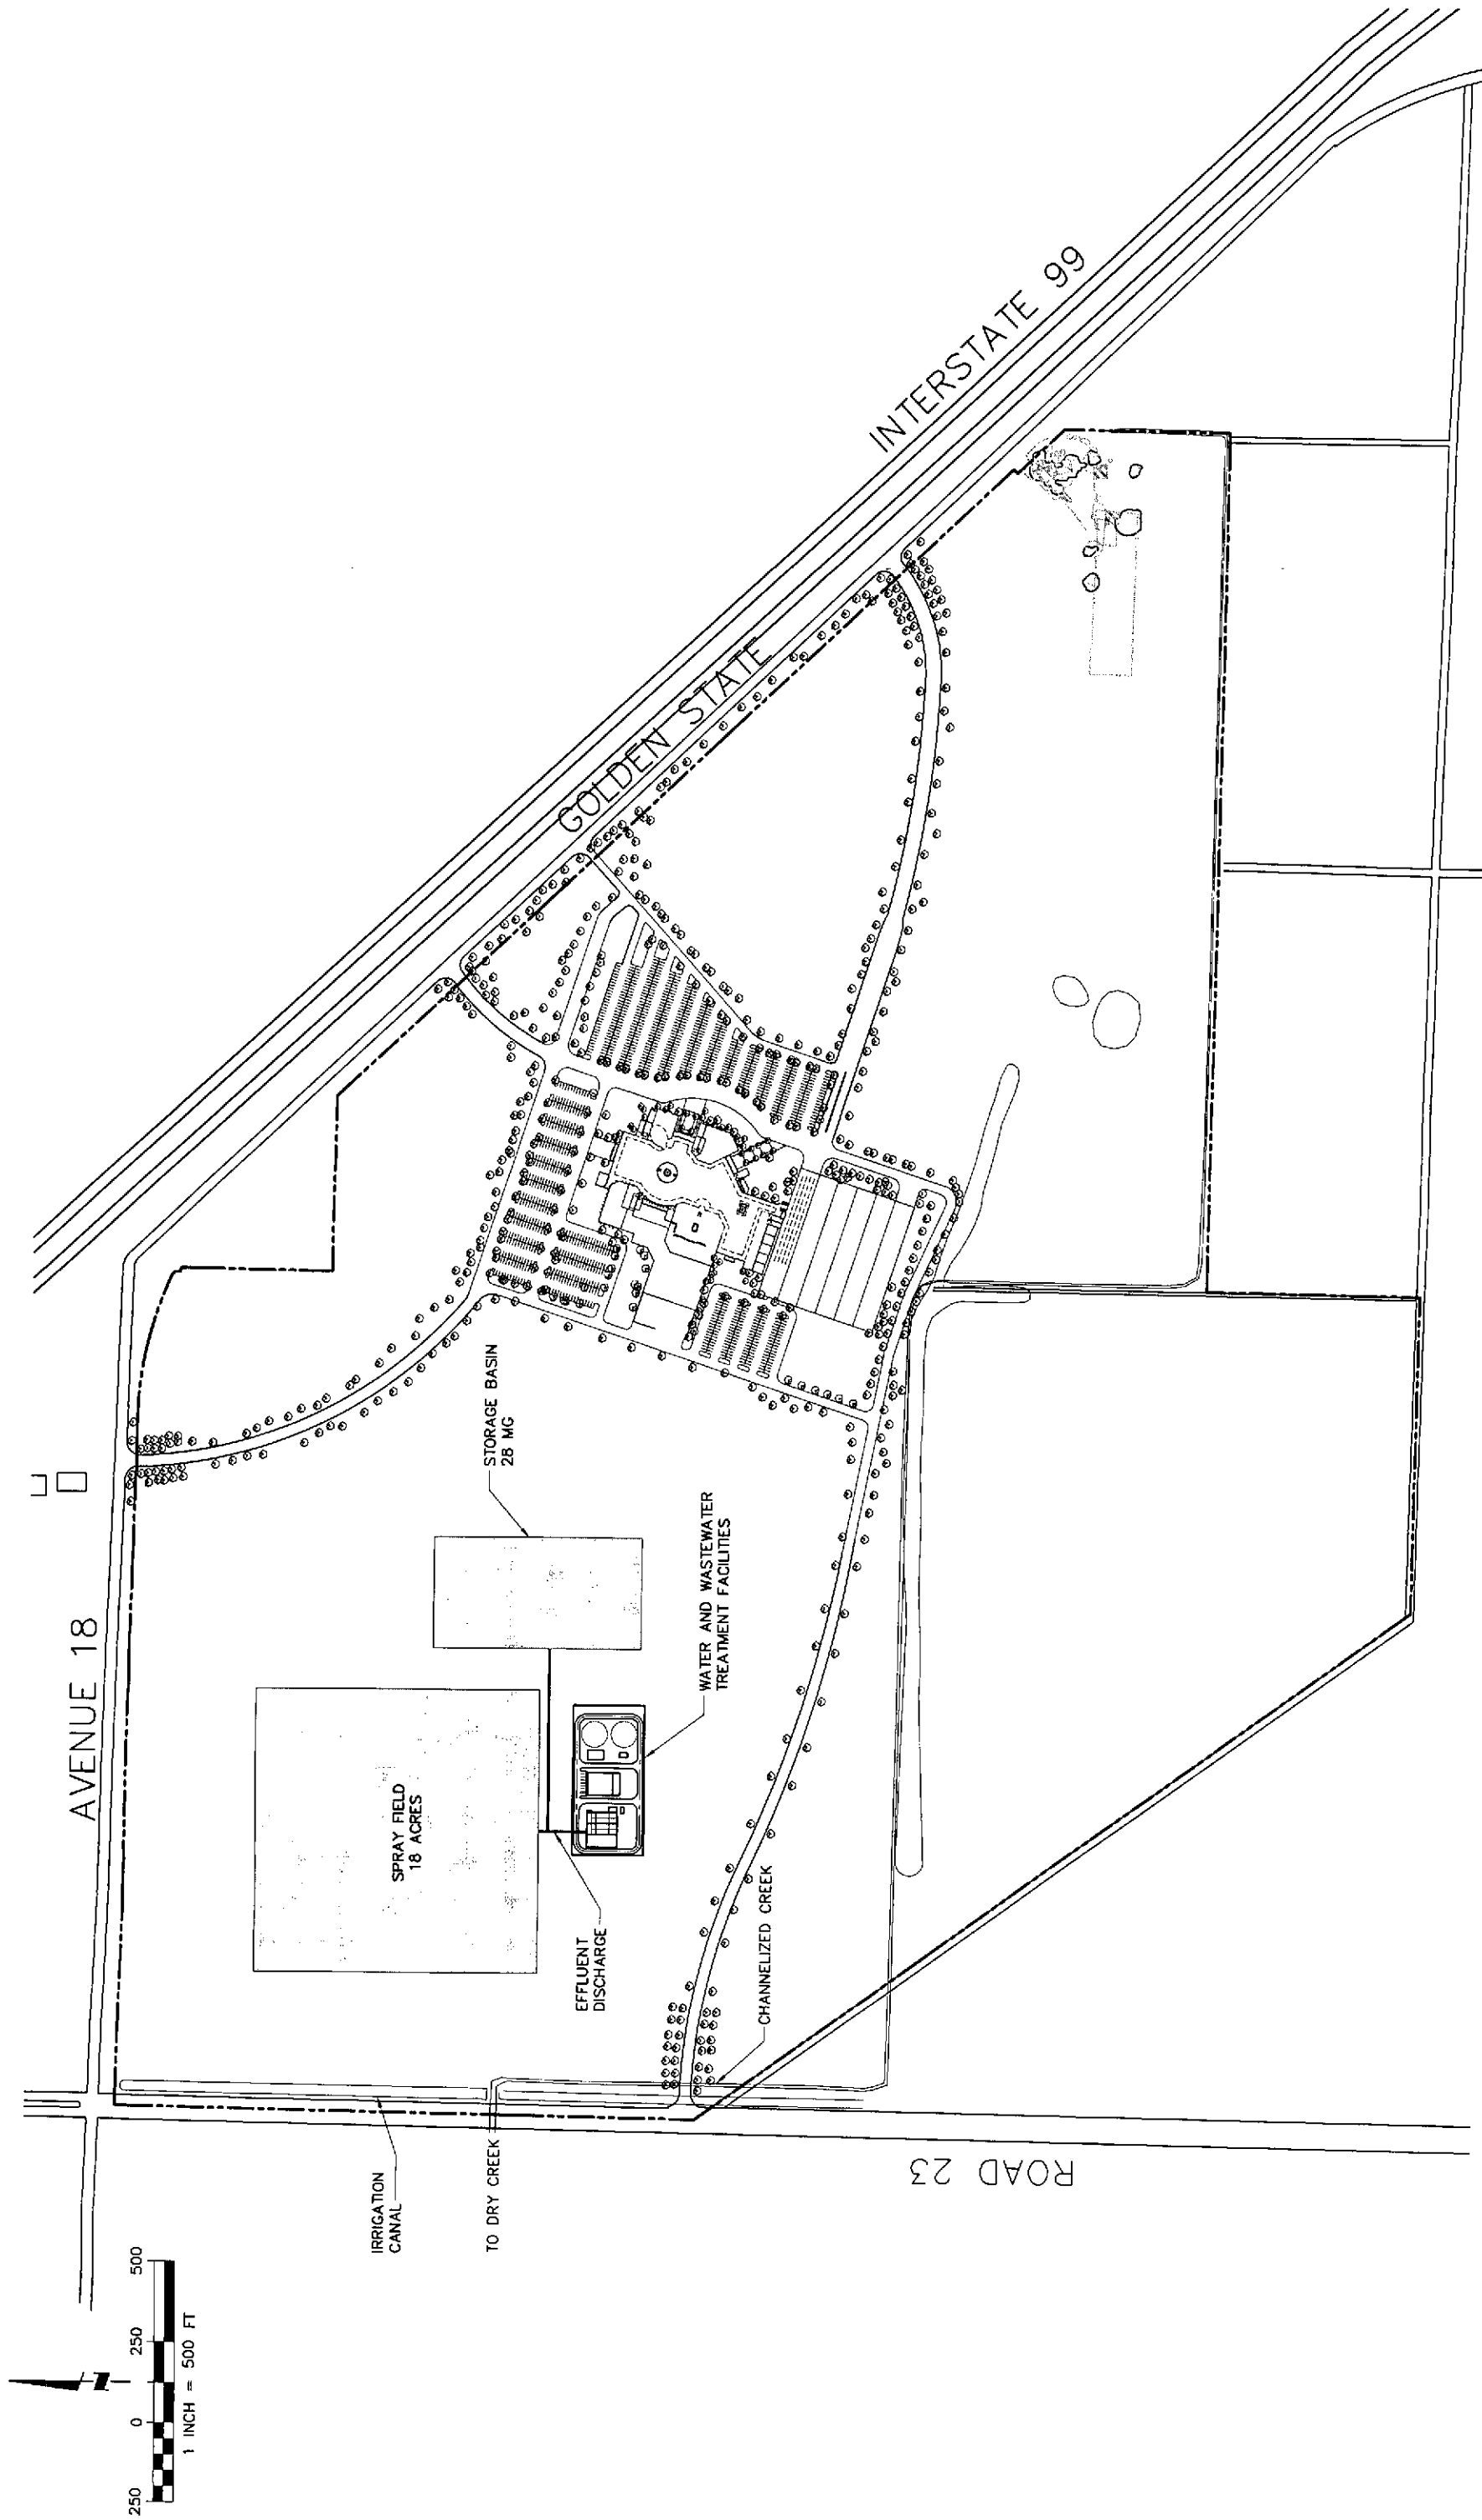 AVENUE 18
INTERSTATE 99
GOLDEN STATE
STORAGE BASIN
28 MG
WATER AND WASTEWATER
TREATMENT FACILITIES
SPRAY FIELD
18 ACRES
EFFLUENT
DISCHARGE
CHANNELIZED CREEK
IRRIGATION
CANAL
TO DRY CREEK
ROAD 23
250 0 250 500
1 INCH = 500 FT
N